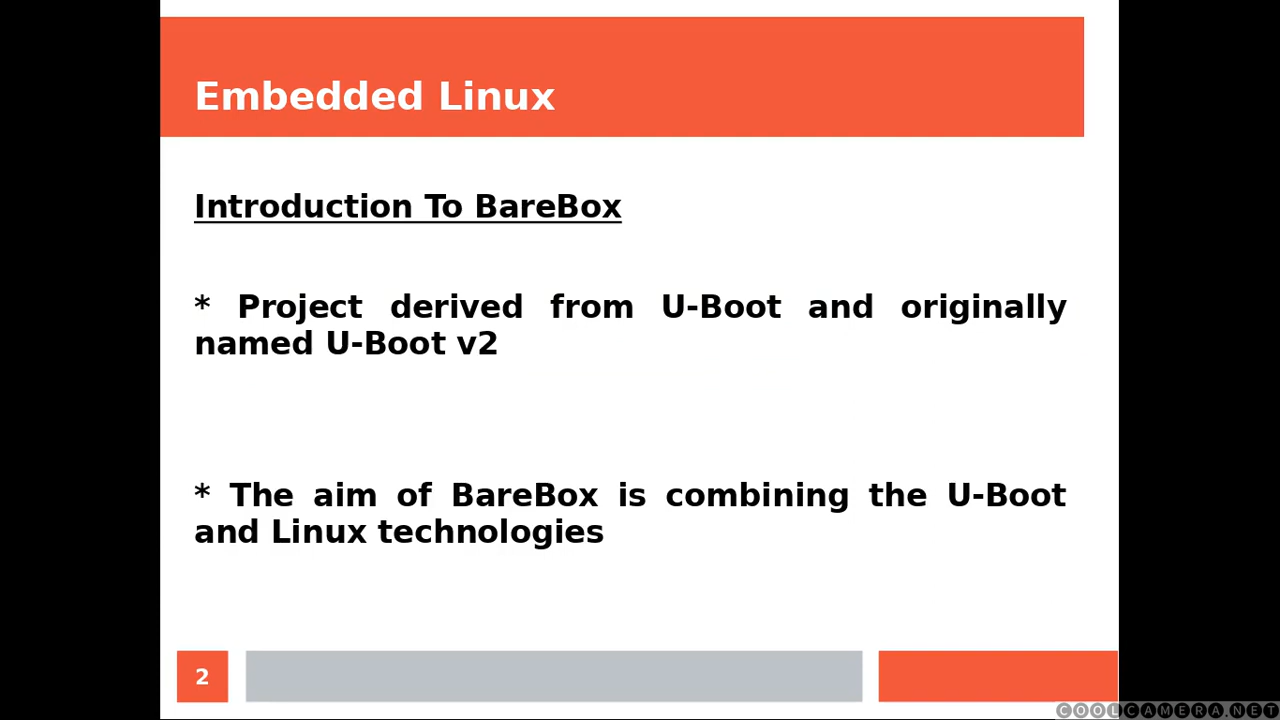 Embedded Linux
Introduction To BareBox
* Project derived from U-Boot and originally
named U-Boot v2
* The aim of BareBox is combining the U-Boot
and Linux technologies
2
COOLCAMERA.NET